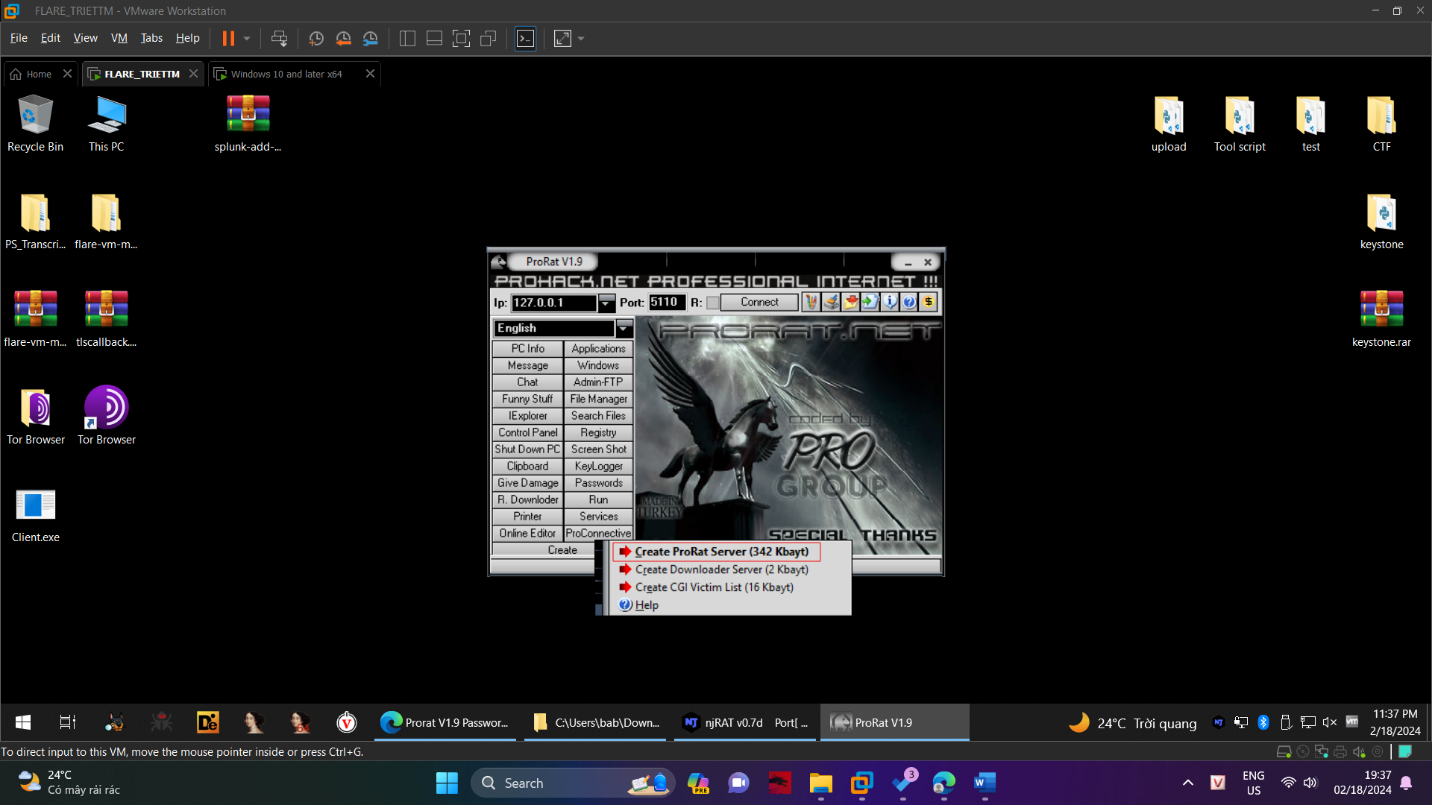 FLARE_TRIETTM - VMware Workstation
File Edit View VM Tabs Help
Home FLARE_TRIETTM Windows 10 and later x64
Recycle Bin This PC splunk-add-... upload Tool script test CTF
PS_Transcri... flare-vm-m... keystone
flare-vm-m... tlscallback.... keystone.rar
Tor Browser Tor Browser
Client.exe
ProRat V1.9
PROHACK.NET PROFESSIONAL INTERNET !!!
Ip: 127.0.0.1 Port: 5110 R: Connect
English
PC Info Applications
Message Windows
Chat Admin-FTP
Funny Stuff File Manager
IExplorer Search Files
Control Panel Registry
Shut Down PC Screen Shot
Clipboard KeyLogger
Give Damage Passwords
R. Downloder Run
Printer Services
Online Editor ProConnective
Create
PRORAT.NET
CODED BY
PRO
GROUP
MADE IN
TURKEY
SPECIAL THANKS
Create ProRat Server (342 Kbayt)
Create Downloader Server (2 Kbayt)
Create CGI Victim List (16 Kbayt)
Help
Prorat V1.9 Passwor... C:\Users\bab\Down... njRAT v0.7d Port[ ... ProRat V1.9 24°C Trời quang 11:37 PM
2/18/2024
To direct input to this VM, move the mouse pointer inside or press Ctrl+G.
24°C
Có mây rải rác
Search
PRE
3
ENG
US
19:37
02/18/2024